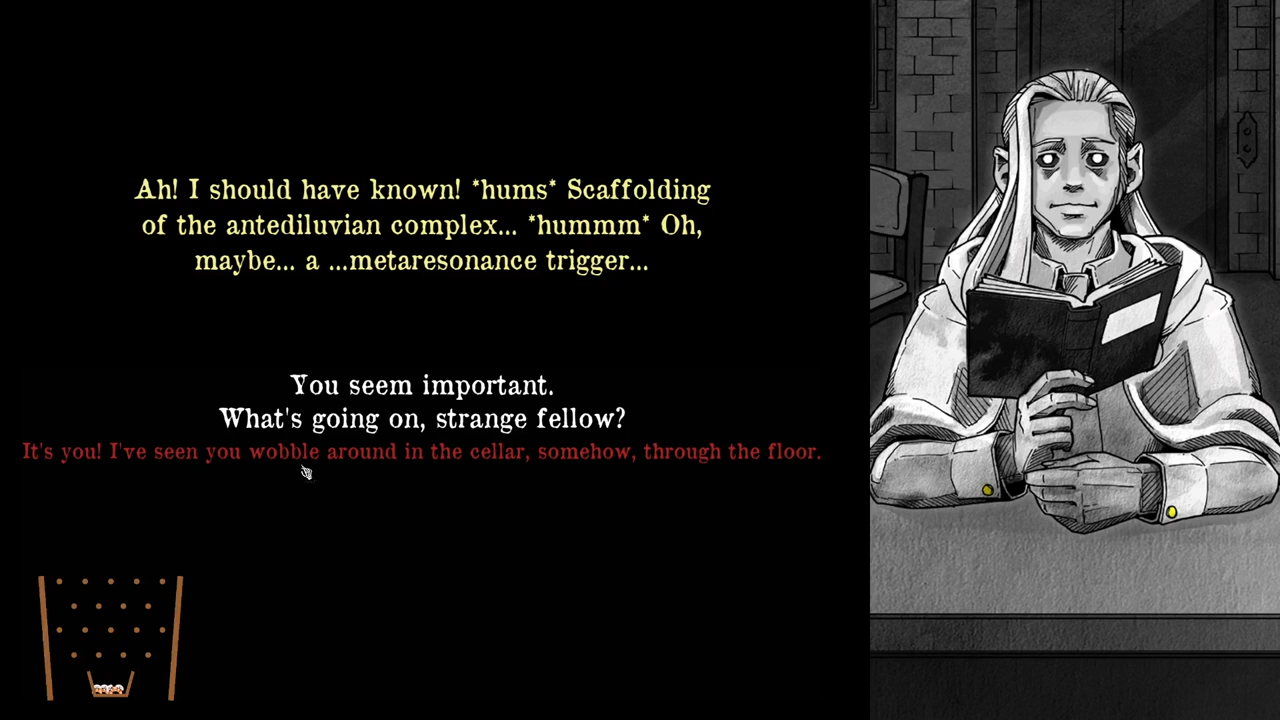 Ah! I should have known! *hums* Scaffolding
of the antediluvian complex... *hummm* Oh,
maybe... a ...metaresonance trigger...
You seem important.
What's going on, strange fellow?
It's you! I've seen you wobble around in the cellar, somehow, through the floor.